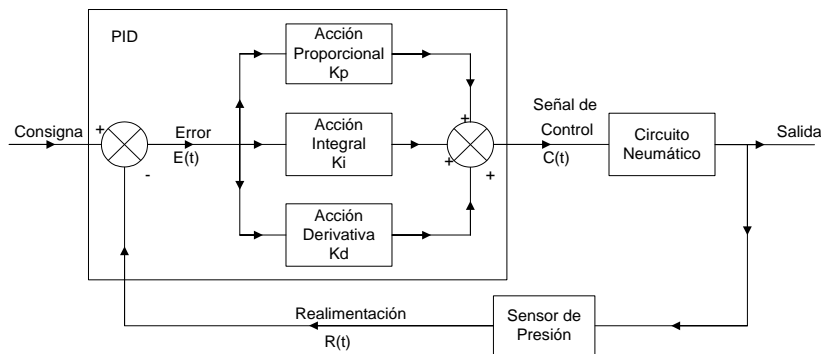 PID
Acción
Proporcional
Kp
Consigna
+
-
Error
E(t)
Acción
Integral
Ki
+
+
+
Señal de
Control
C(t)
Circuito
Neumático
Salida
Acción
Derivativa
Kd
Realimentación
R(t)
Sensor de
Presión